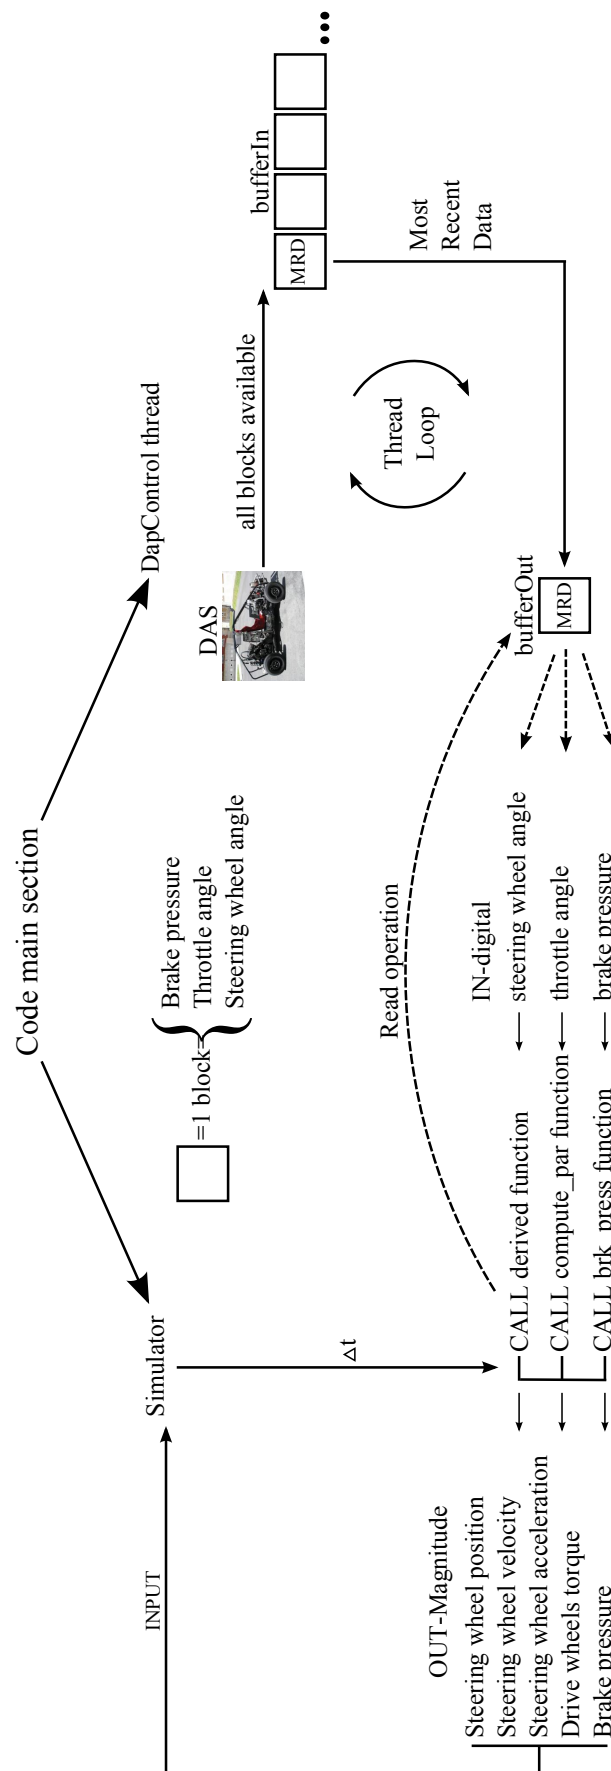 Code main section
Simulator
DapControl thread
INPUT
=1 block=
Brake pressure
Throttle angle
Steering wheel angle
DAS
all blocks available
bufferIn
MRD
...
Δt
Read operation
Thread
Loop
Most
Recent
Data
OUT-Magnitude
Steering wheel position
Steering wheel velocity
Steering wheel acceleration
Drive wheels torque
Brake pressure
CALL derived function
CALL compute_par function
CALL brk_press function
IN-digital
steering wheel angle
throttle angle
brake pressure
bufferOut
MRD